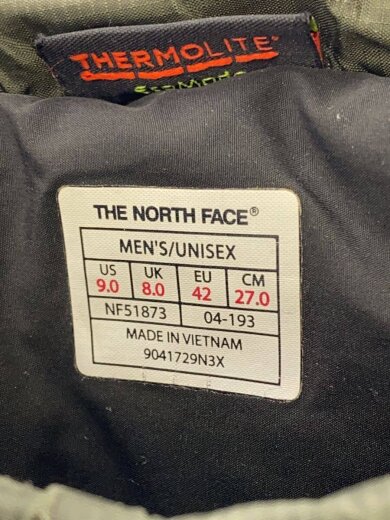 THERMOLITE®
EcoMade
THE NORTH FACE®
MEN'S/UNISEX
US UK EU CM
9.0 8.0 42 27.0
NF51873 04-193
MADE IN VIETNAM
9041729N3X